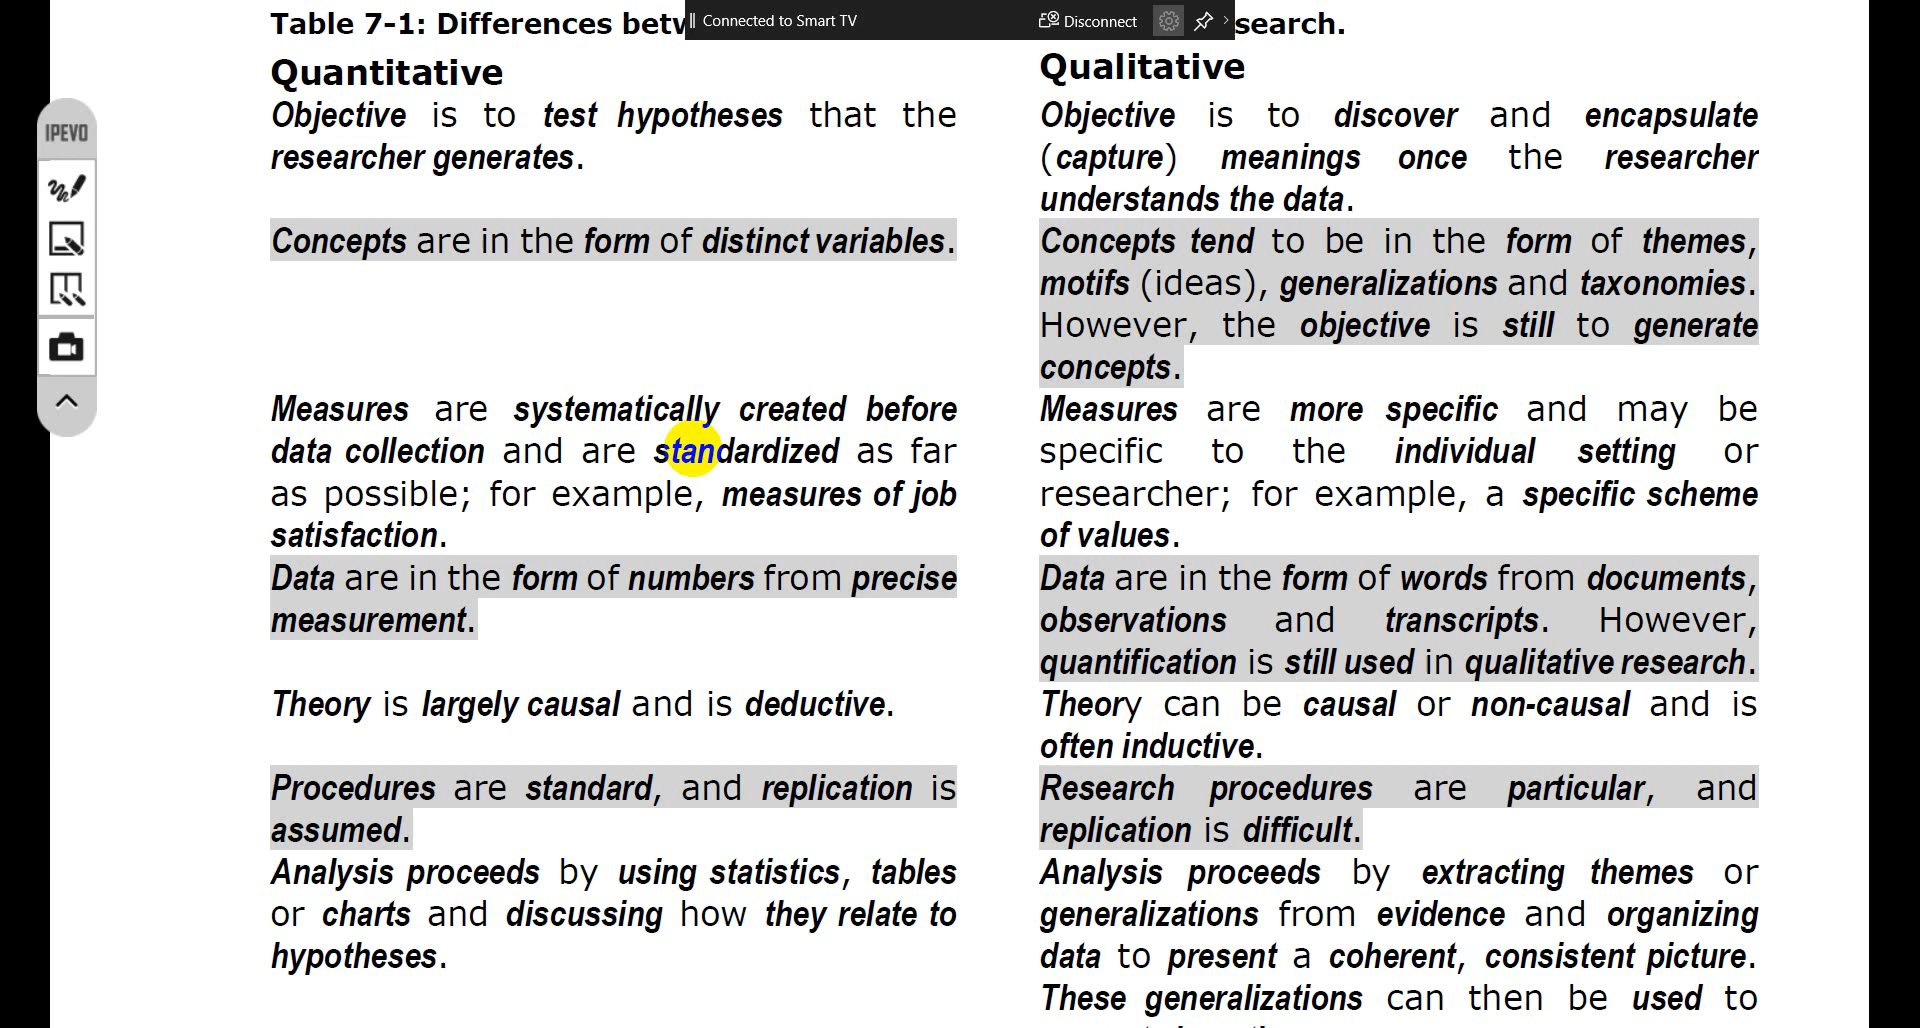 Table 7-1: Differences betw
Connected to Smart TV
Disconnect
search.
IPEVO
Quantitative
Objective is to test hypotheses that the
researcher generates.
Concepts are in the form of distinct variables.
Measures are systematically created before
data collection and are standardized as far
as possible; for example, measures of job
satisfaction.
Data are in the form of numbers from precise
measurement.
Theory is largely causal and is deductive.
Procedures are standard, and replication is
assumed.
Analysis proceeds by using statistics, tables
or charts and discussing how they relate to
hypotheses.
Qualitative
Objective is to discover and encapsulate
(capture) meanings once the researcher
understands the data.
Concepts tend to be in the form of themes,
motifs (ideas), generalizations and taxonomies.
However, the objective is still to generate
concepts.
Measures are more specific and may be
specific to the individual setting or
researcher; for example, a specific scheme
of values.
Data are in the form of words from documents,
observations and transcripts. However,
quantification is still used in qualitative research.
Theory can be causal or non-causal and is
often inductive.
Research procedures are particular, and
replication is difficult.
Analysis proceeds by extracting themes or
generalizations from evidence and organizing
data to present a coherent, consistent picture.
These generalizations can then be used to